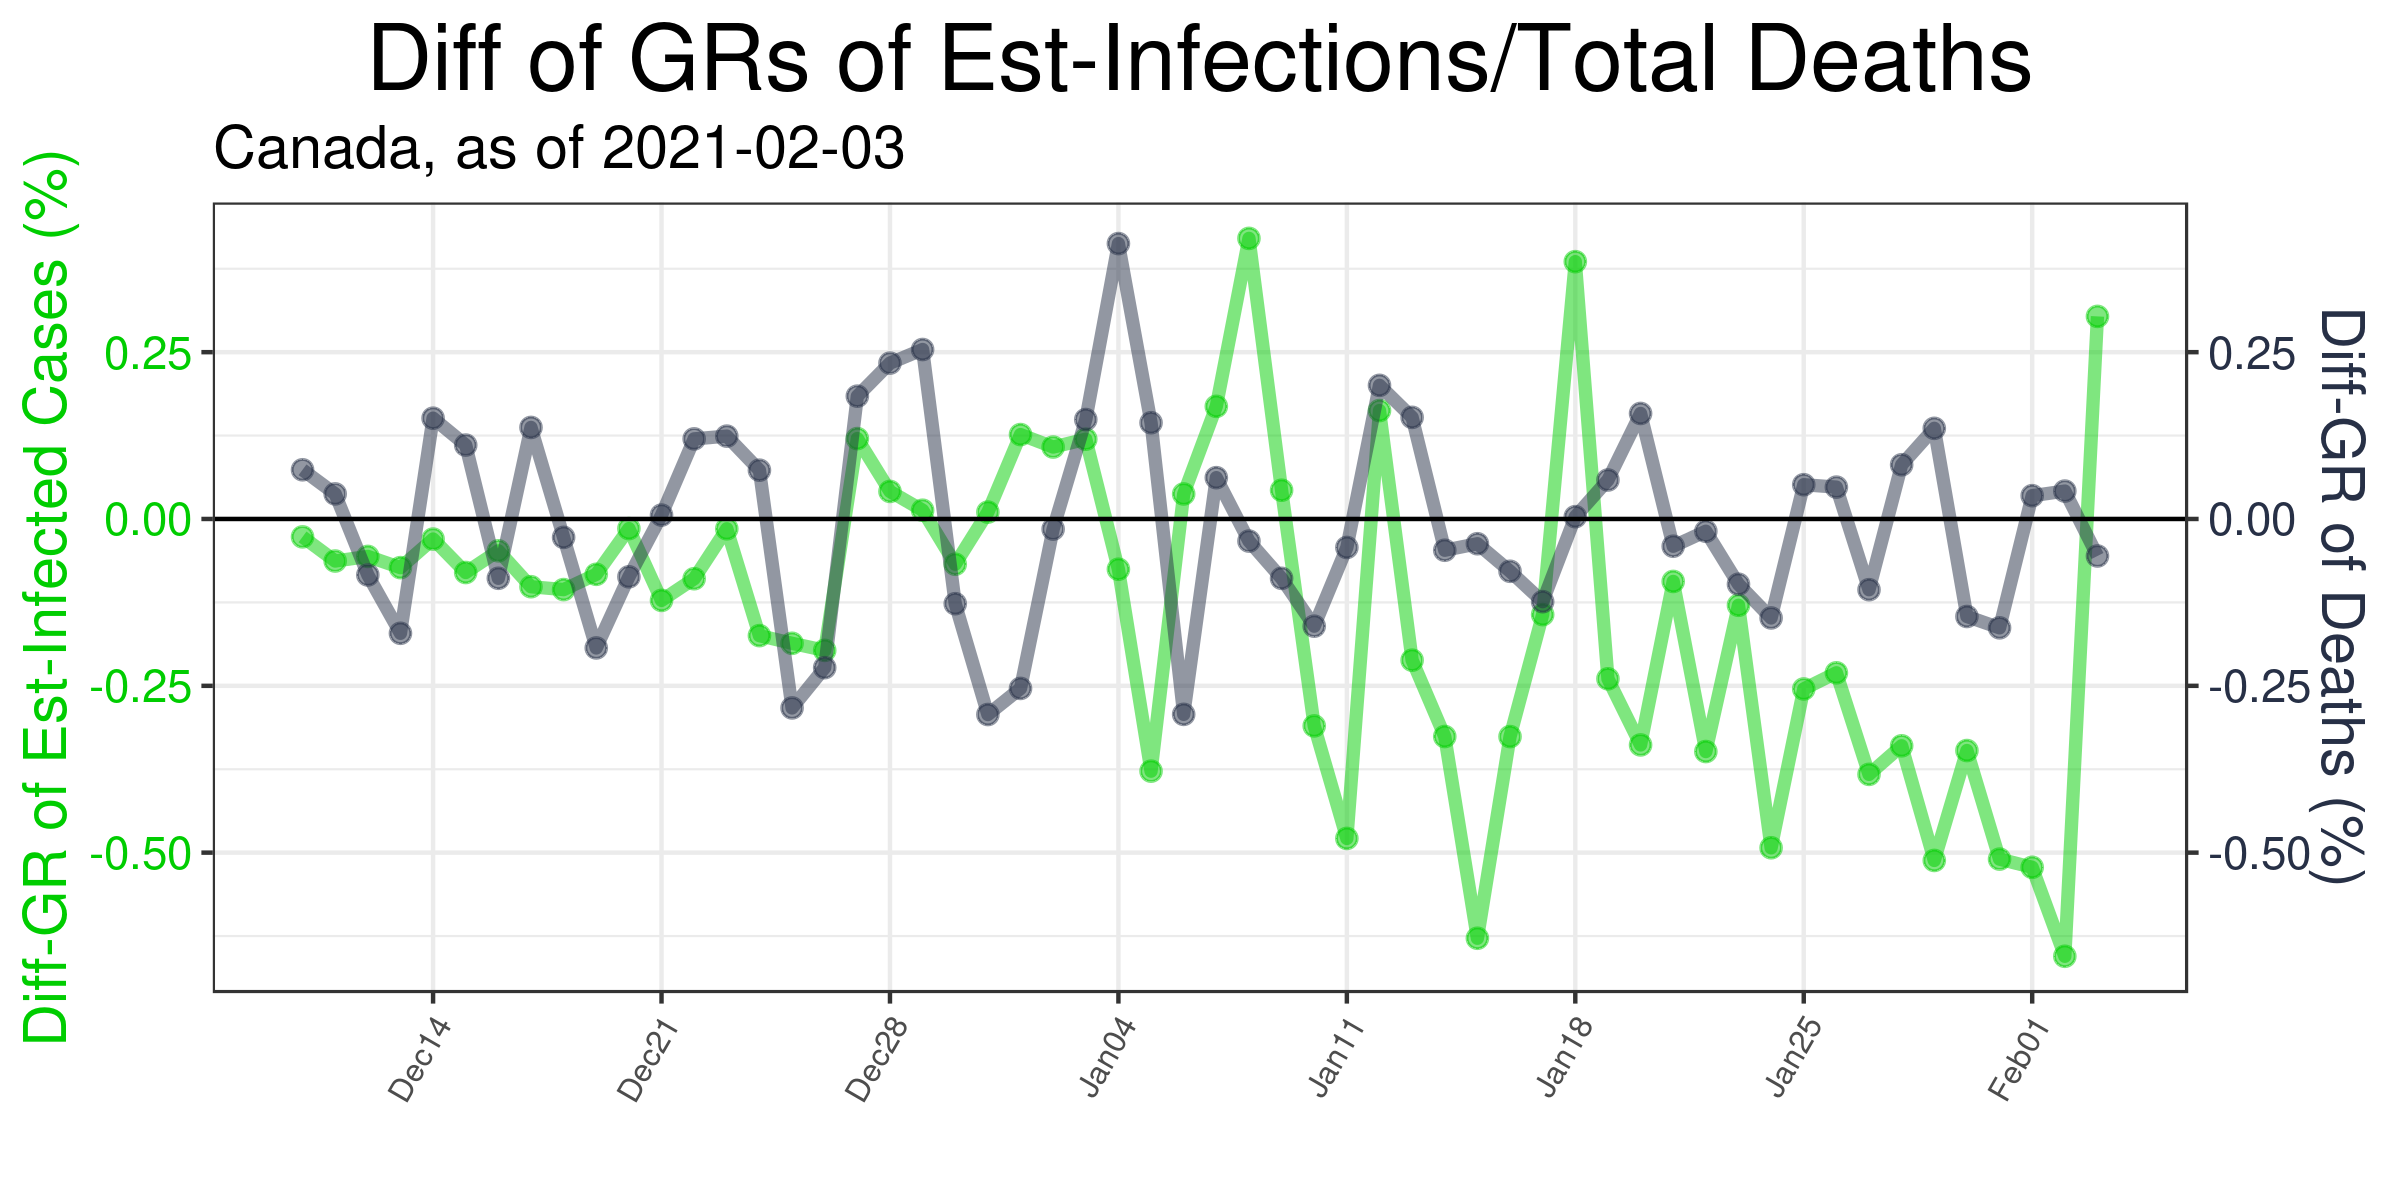 Diff of GRs of Est-Infections/Total Deaths
Canada, as of 2021-02-03
Diff-GR of Est-Infected Cases (%)
0.25
0.00
-0.25
-0.50
0.25
0.00
-0.25
-0.50
Diff-GR of Deaths (%)
Dec14
Dec21
Dec28
Jan04
Jan11
Jan18
Jan25
Feb01